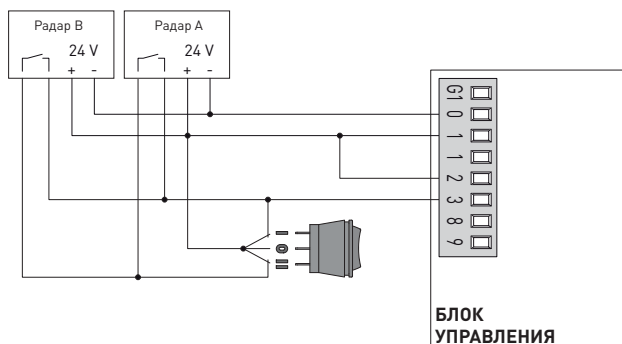 Радар В
Радар А
24 V
24 V
+ -
+ -
G1
0
1
1
2
3
8
9
I
0
II
БЛОК
УПРАВЛЕНИЯ